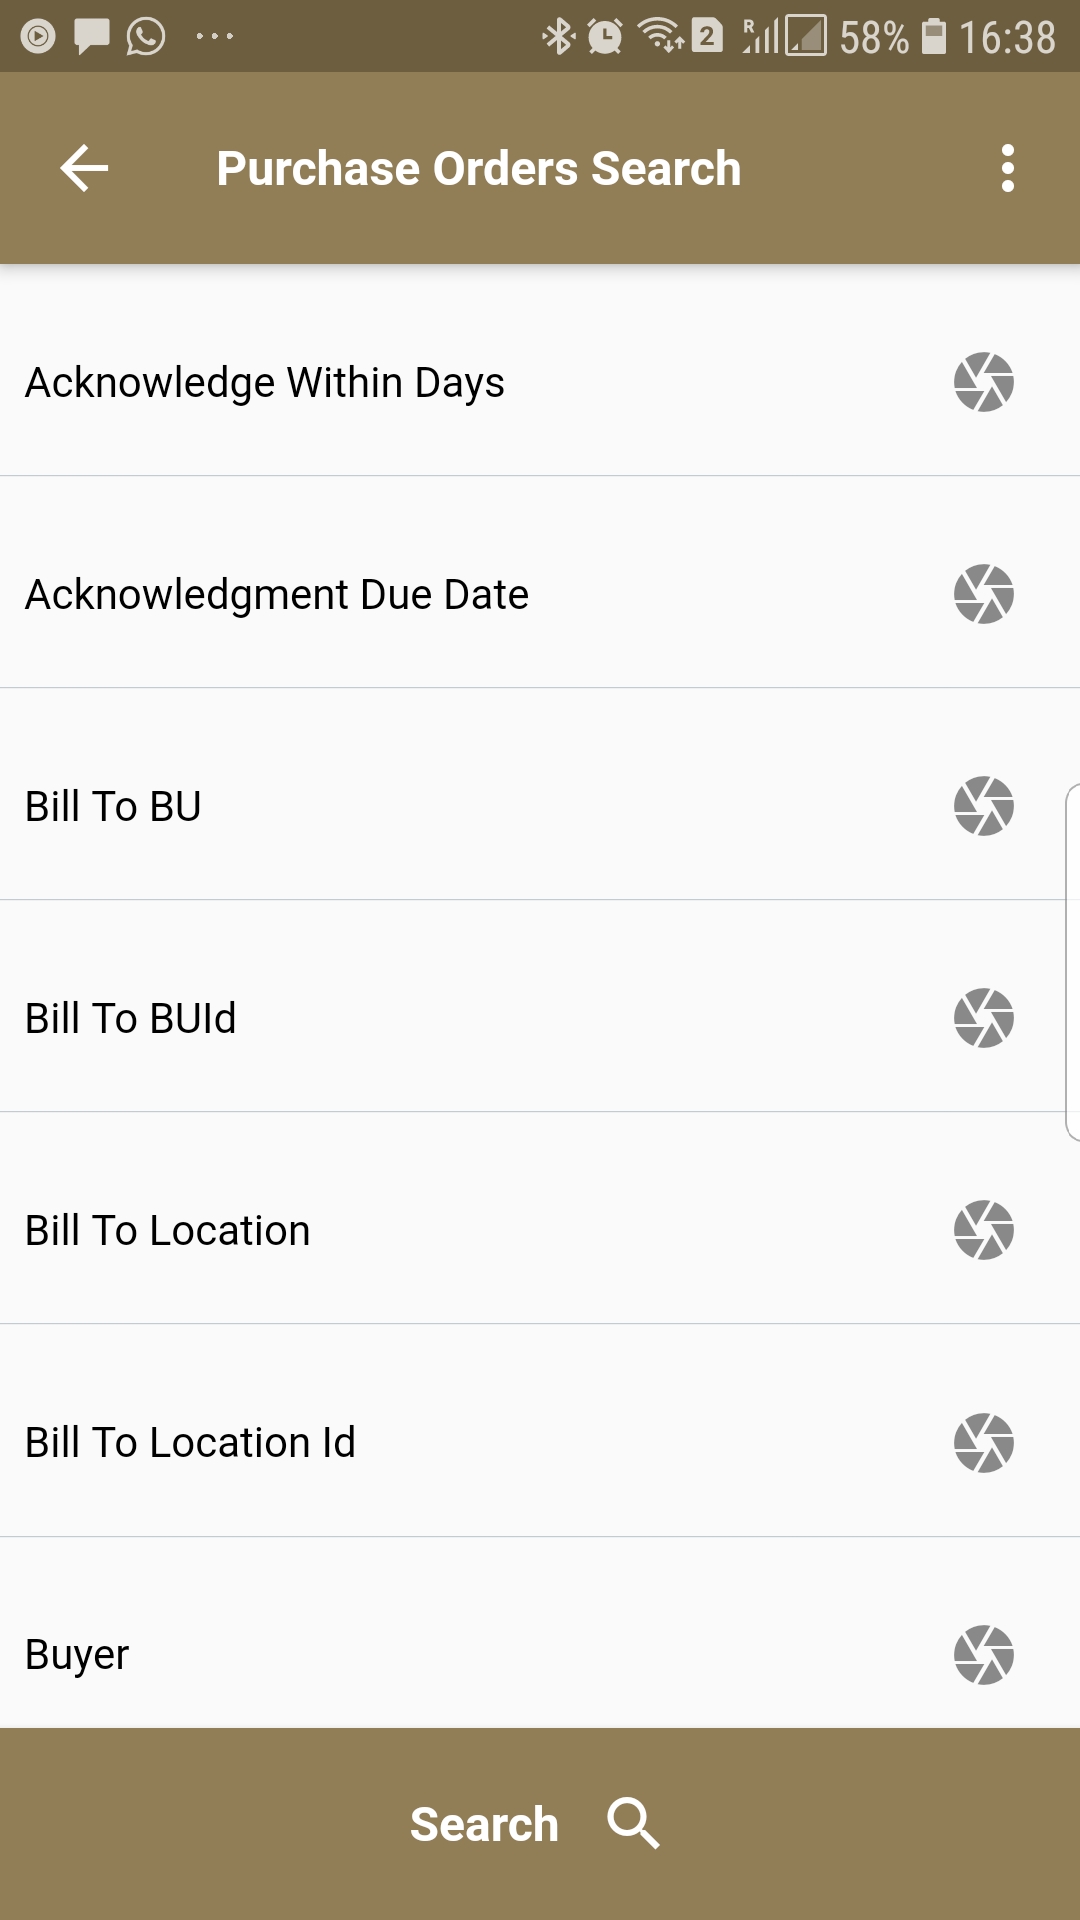 2 R 58% 16:38
Purchase Orders Search
Acknowledge Within Days
Acknowledgment Due Date
Bill To BU
Bill To BUId
Bill To Location
Bill To Location Id
Buyer
Search